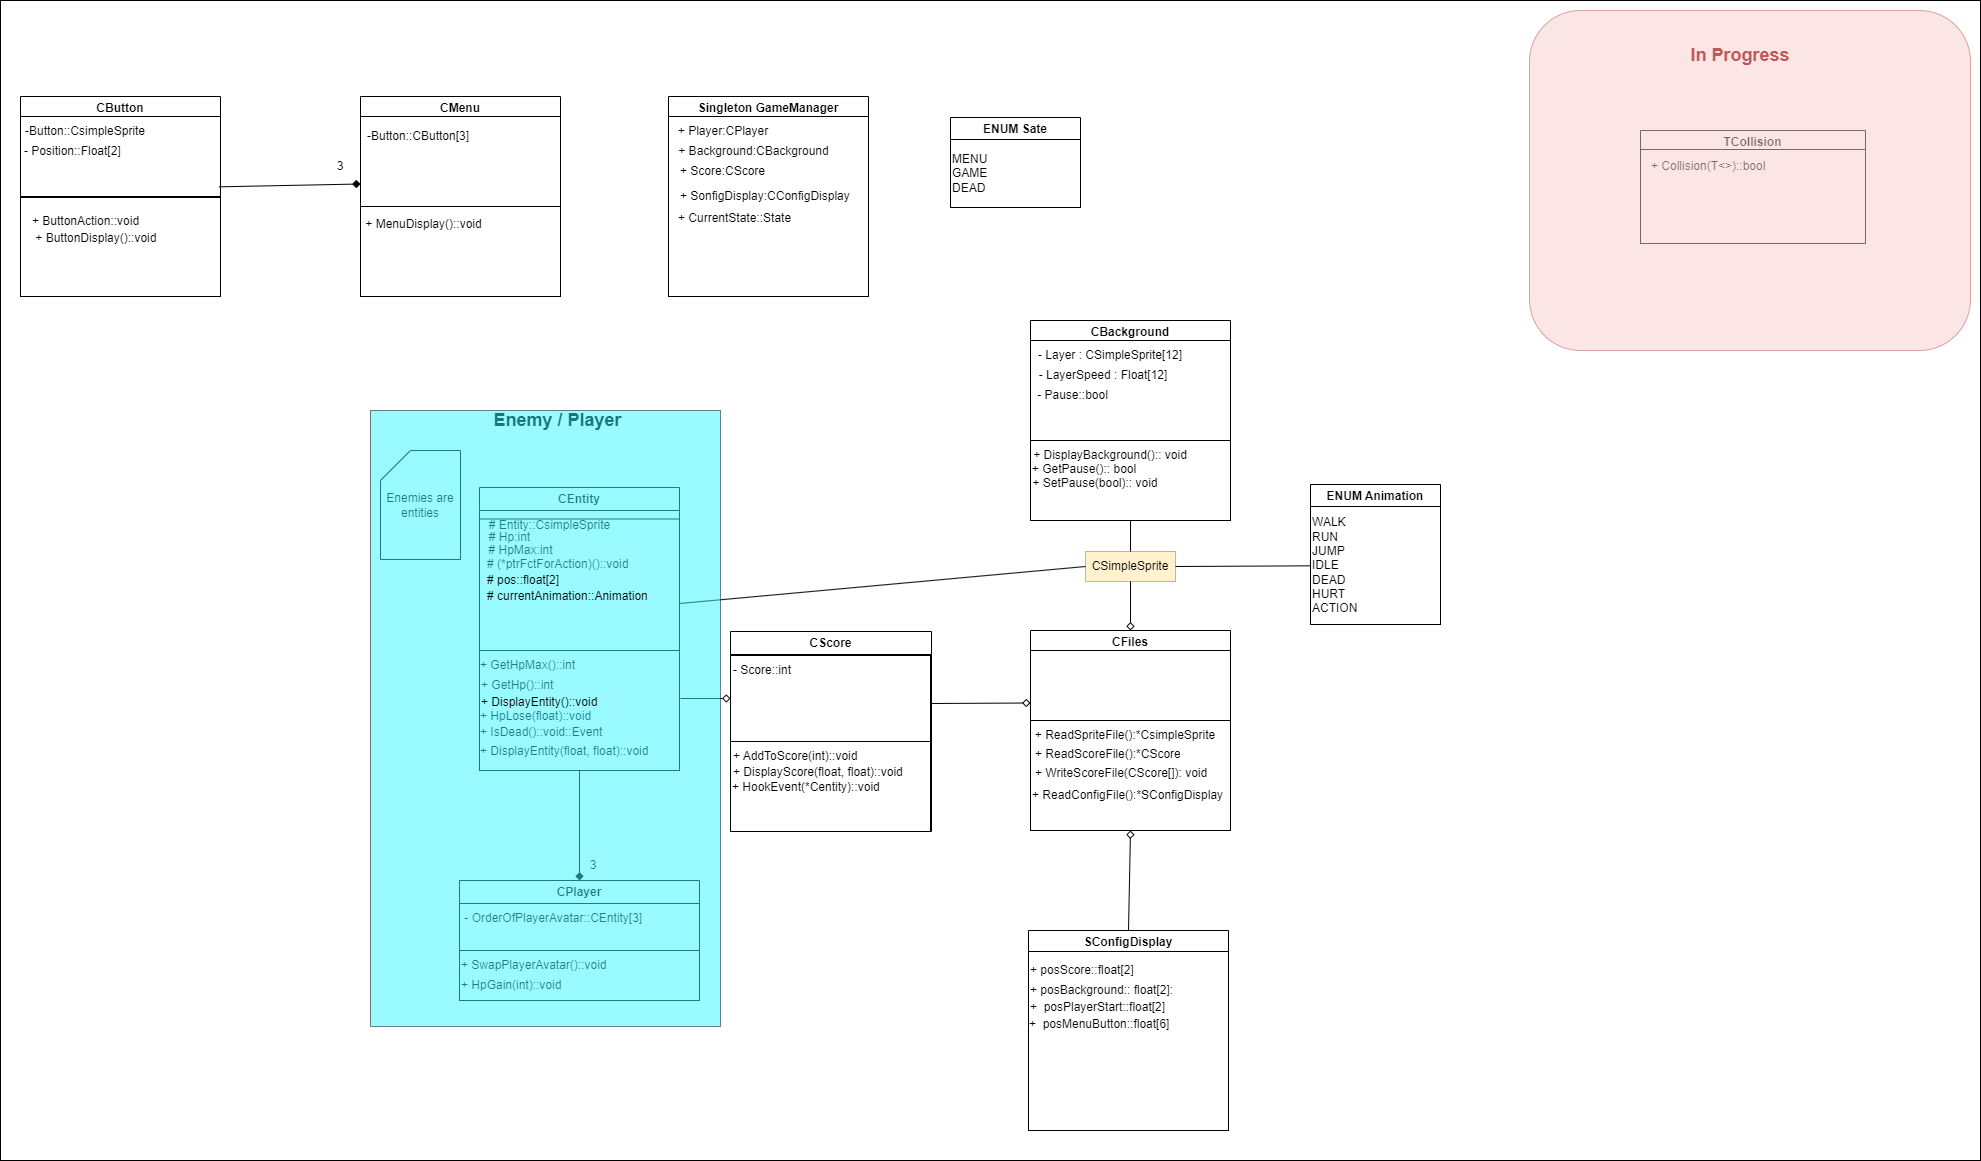 In Progress
TCollision
+ Collision(T<>)::bool
CButton
-Button::CsimpleSprite
- Position::Float[2]
+ ButtonAction::void
+ ButtonDisplay()::void
3
CMenu
-Button::CButton[3]
+ MenuDisplay()::void
Singleton GameManager
+ Player:CPlayer
+ Background:CBackground
+ Score:CScore
+ SonfigDisplay:CConfigDisplay
+ CurrentState::State
ENUM Sate
MENU
GAME
DEAD
CBackground
- Layer : CSimpleSprite[12]
- LayerSpeed : Float[12]
- Pause::bool
+ DisplayBackground():: void
+ GetPause():: bool
+ SetPause(bool):: void
Enemy / Player
Enemies are
entities
CEntity
# Entity::CsimpleSprite
# Hp:int
# HpMax:int
# (*ptrFctForAction)()::void
# pos::float[2]
# currentAnimation::Animation
+ GetHpMax()::int
+ GetHp()::int
+ DisplayEntity()::void
+ HpLose(float)::void
+ IsDead()::void::Event
+ DisplayEntity(float, float)::void
3
CPlayer
- OrderOfPlayerAvatar::CEntity[3]
+ SwapPlayerAvatar()::void
+ HpGain(int)::void
CSimpleSprite
ENUM Animation
WALK
RUN
JUMP
IDLE
DEAD
HURT
ACTION
CScore
- Score::int
+ AddToScore(int)::void
+ DisplayScore(float, float)::void
+ HookEvent(*Centity)::void
CFiles
+ ReadSpriteFile():*CsimpleSprite
+ ReadScoreFile():*CScore
+ WriteScoreFile(CScore[]): void
+ ReadConfigFile():*SConfigDisplay
SConfigDisplay
+ posScore::float[2]
+ posBackground:: float[2]:
+ posPlayerStart::float[2]
+ posMenuButton::float[6]